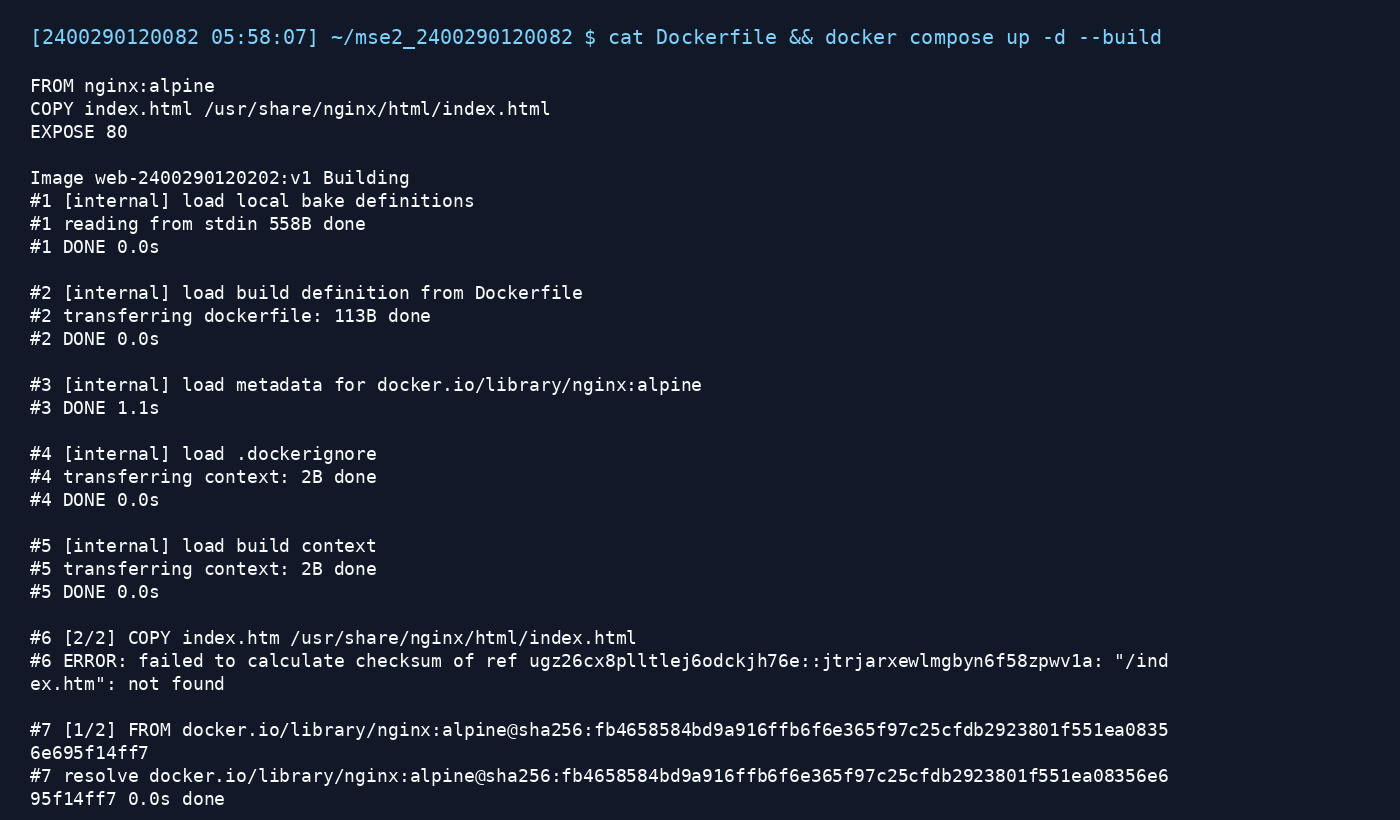 [2400290120082 05:58:07] ~/mse2_2400290120082 $ cat Dockerfile && docker compose up -d --build
FROM nginx:alpine
COPY index.html /usr/share/nginx/html/index.html
EXPOSE 80
Image web-2400290120202:v1 Building
#1 [internal] load local bake definitions
#1 reading from stdin 558B done
#1 DONE 0.0s
#2 [internal] load build definition from Dockerfile
#2 transferring dockerfile: 113B done
#2 DONE 0.0s
#3 [internal] load metadata for docker.io/library/nginx:alpine
#3 DONE 1.1s
#4 [internal] load .dockerignore
#4 transferring context: 2B done
#4 DONE 0.0s
#5 [internal] load build context
#5 transferring context: 2B done
#5 DONE 0.0s
#6 [2/2] COPY index.htm /usr/share/nginx/html/index.html
#6 ERROR: failed to calculate checksum of ref ugz26cx8plltlej6odckjh76e::jtrjarxewlmgbyn6f58zpwv1a: "/ind
ex.htm": not found
#7 [1/2] FROM docker.io/library/nginx:alpine@sha256:fb4658584bd9a916ffb6f6e365f97c25cfdb2923801f551ea0835
6e695f14ff7
#7 resolve docker.io/library/nginx:alpine@sha256:fb4658584bd9a916ffb6f6e365f97c25cfdb2923801f551ea08356e6
95f14ff7 0.0s done